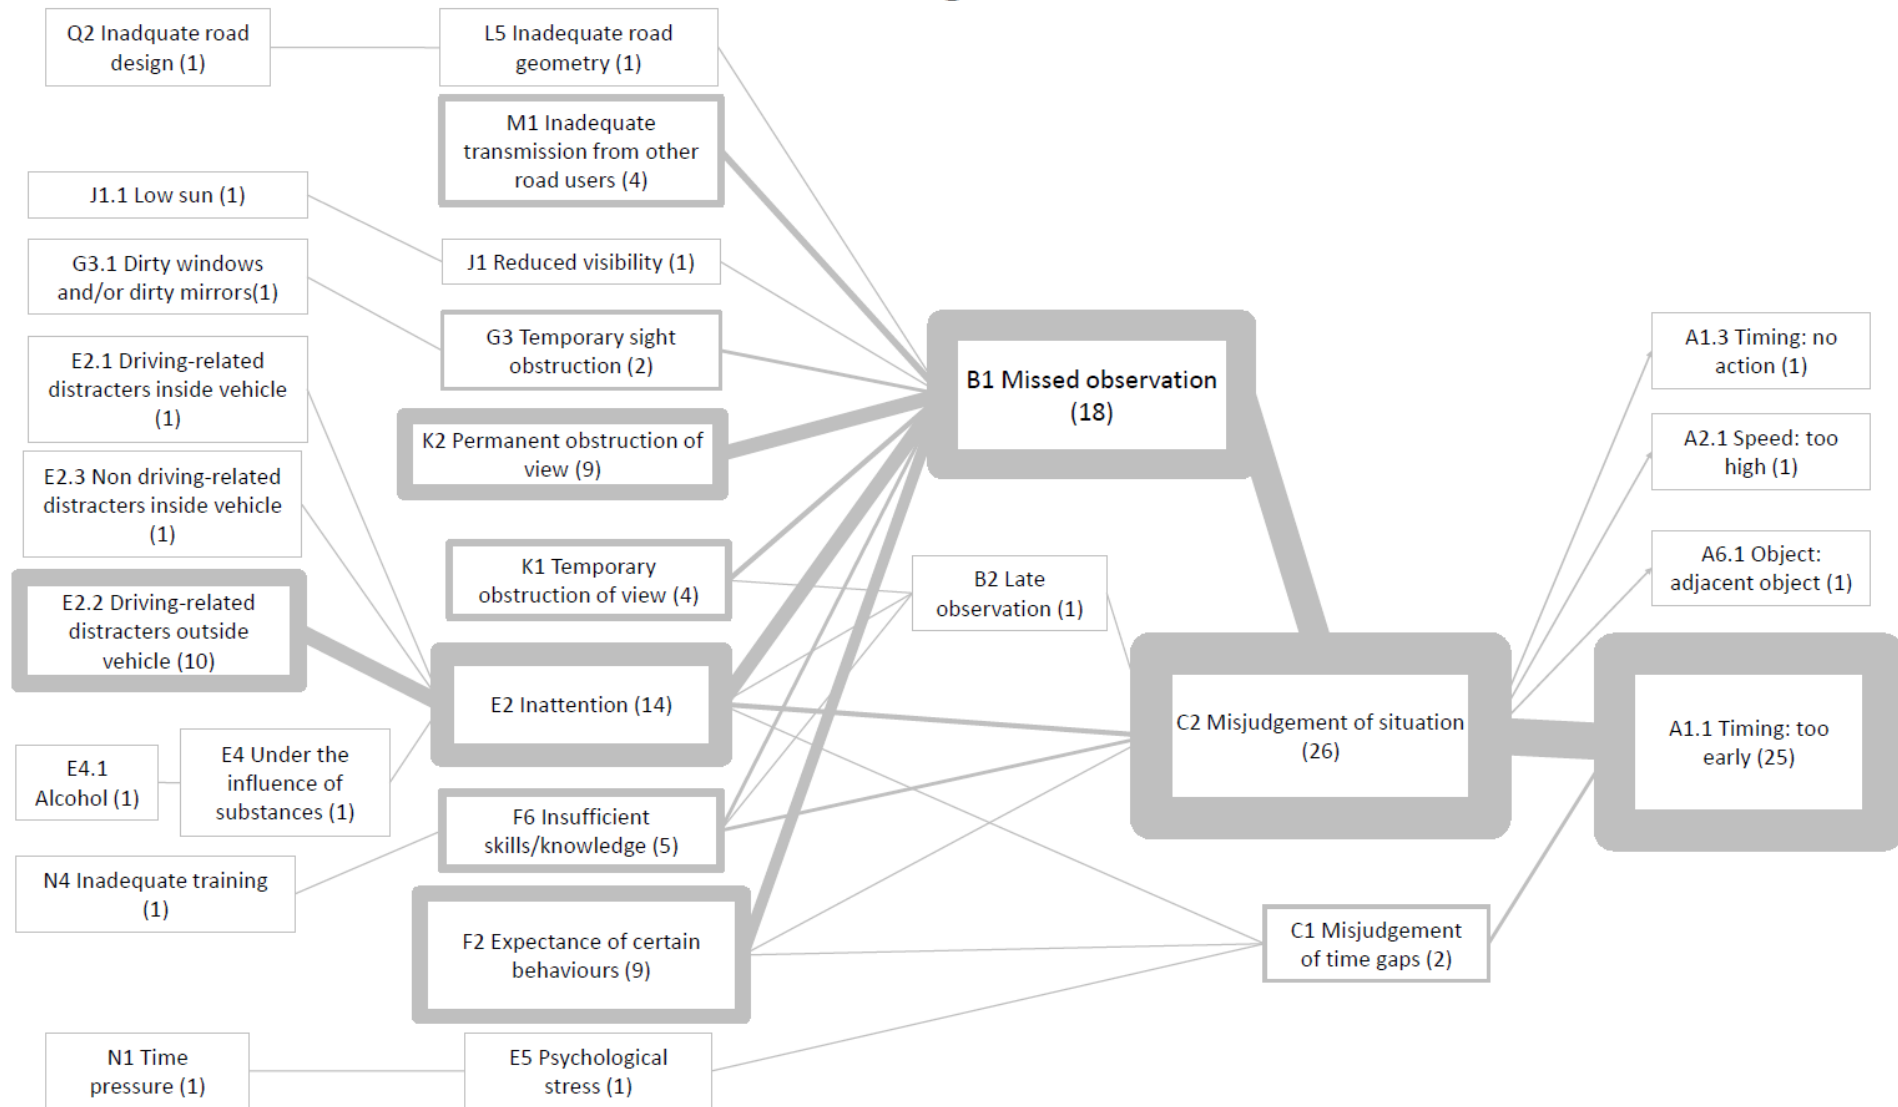 Q2 Inadquate road
design (1)
L5 Inadequate road
geometry (1)
M1 Inadequate
transmission from other
road users (4)
J1.1 Low sun (1)
J1 Reduced visibility (1)
G3.1 Dirty windows
and/or dirty mirrors(1)
G3 Temporary sight
obstruction (2)
E2.1 Driving-related
distracters inside vehicle
(1)
K2 Permanent obstruction of
view (9)
E2.3 Non driving-related
distracters inside vehicle
(1)
K1 Temporary
obstruction of view (4)
E2.2 Driving-related
distracters outside
vehicle (10)
E2 Inattention (14)
E4.1
Alcohol (1)
E4 Under the
influence of
substances (1)
F6 Insufficient
skills/knowledge (5)
N4 Inadequate training
(1)
F2 Expectance of certain
behaviours (9)
N1 Time
pressure (1)
E5 Psychological
stress (1)
B1 Missed observation
(18)
B2 Late
observation (1)
C2 Misjudgement of situation
(26)
C1 Misjudgement
of time gaps (2)
A1.3 Timing: no
action (1)
A2.1 Speed: too
high (1)
A6.1 Object:
adjacent object (1)
A1.1 Timing: too
early (25)